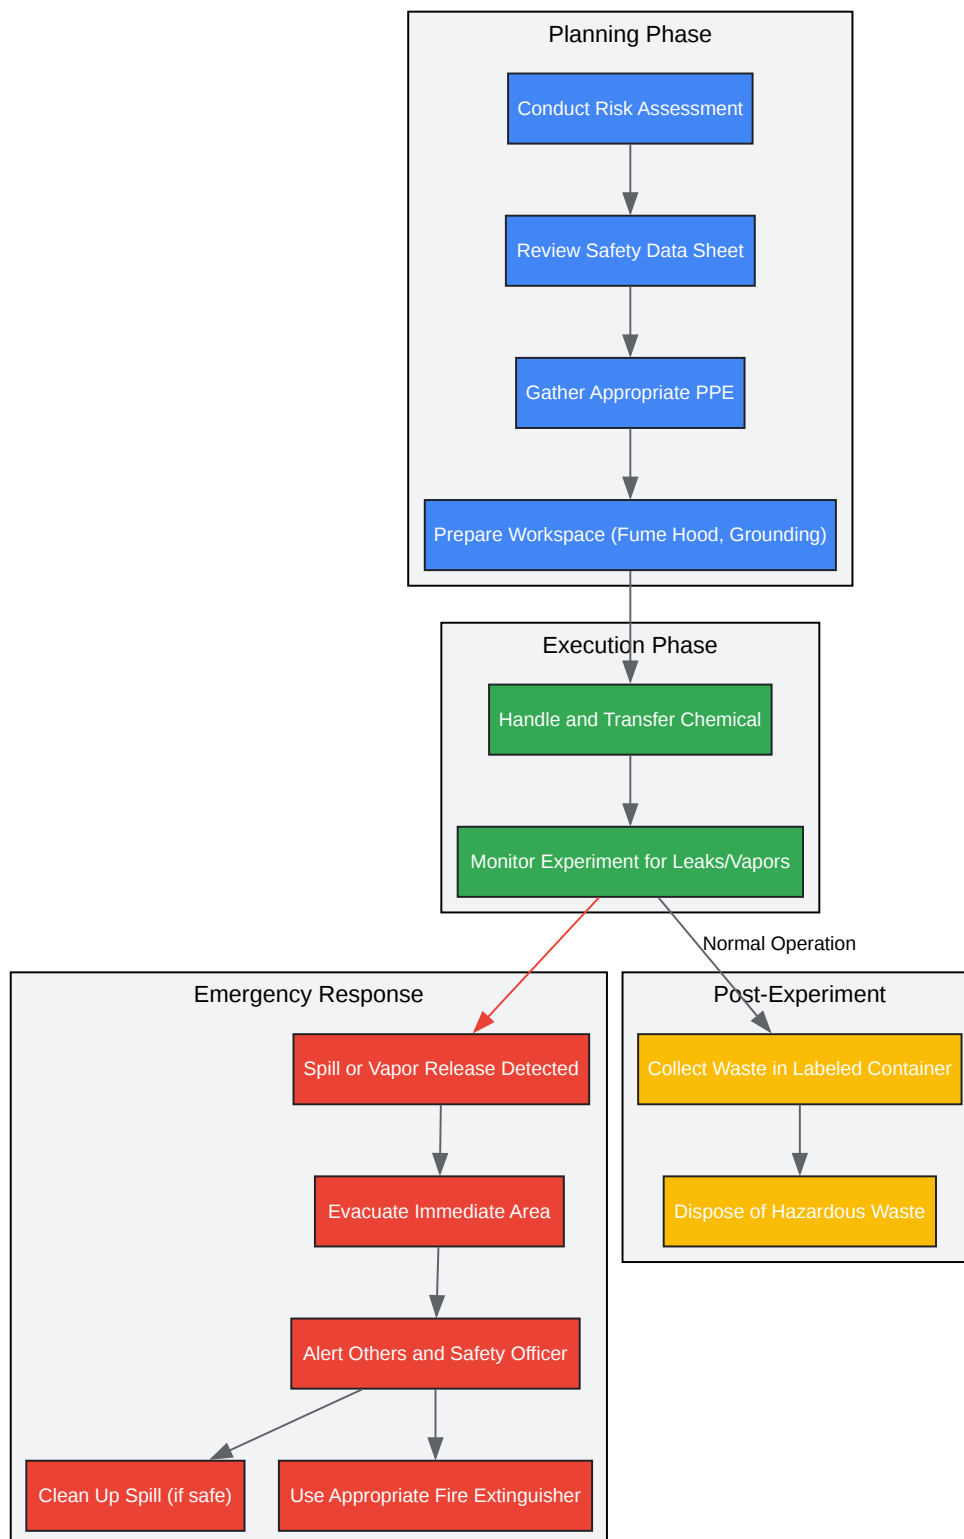 Planning Phase
Conduct Risk Assessment
Review Safety Data Sheet
Gather Appropriate PPE
Prepare Workspace (Fume Hood, Grounding)
Execution Phase
Handle and Transfer Chemical
Monitor Experiment for Leaks/Vapors
Normal Operation
Emergency Response
Spill or Vapor Release Detected
Evacuate Immediate Area
Alert Others and Safety Officer
Clean Up Spill (if safe)
Use Appropriate Fire Extinguisher
Post-Experiment
Collect Waste in Labeled Container
Dispose of Hazardous Waste